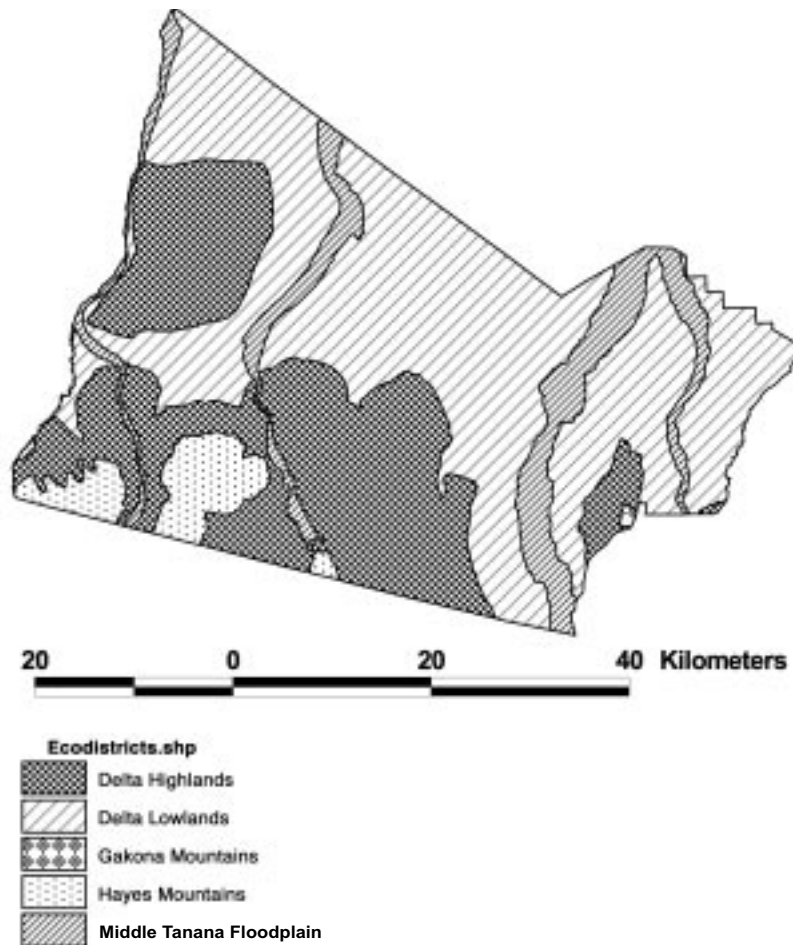 20 0 20 40 Kilometers
Ecodistricts.shp
Delta Highlands
Delta Lowlands
Gakona Mountains
Hayes Mountains
Middle Tanana Floodplain